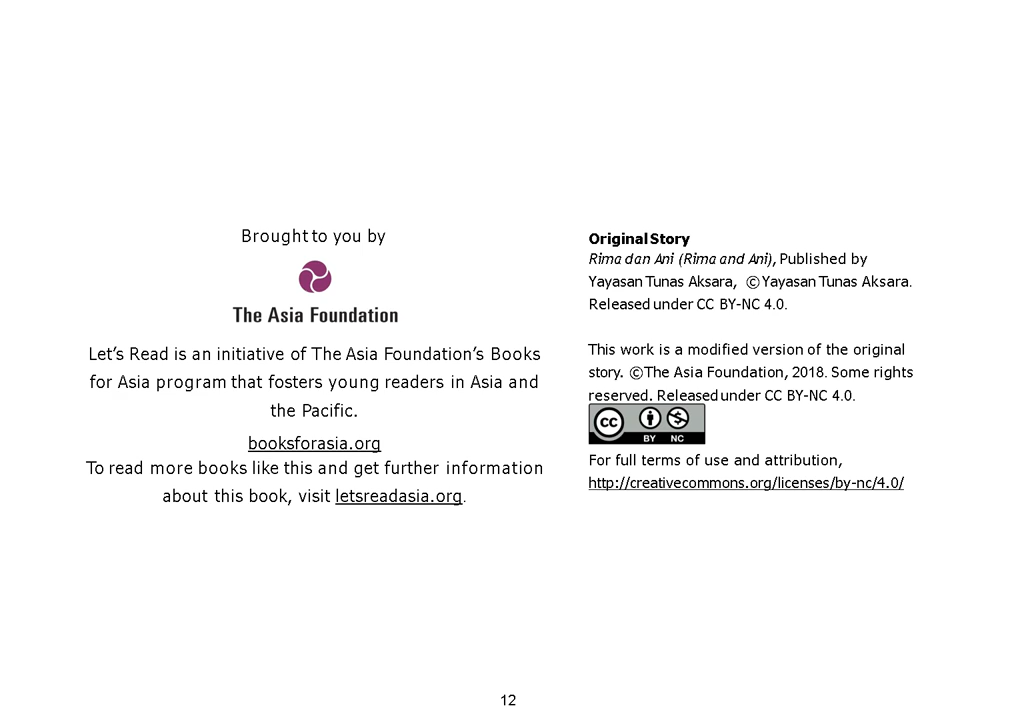 Brought to you by
The Asia Foundation
Let’s Read is an initiative of The Asia Foundation’s Books
for Asia program that fosters young readers in Asia and
the Pacific.
booksforasia.org
To read more books like this and get further information
about this book, visit letsreadasia.org.
Original Story
Rima dan Ani (Rima and Ani), Published by
Yayasan Tunas Aksara, © Yayasan Tunas Aksara.
Released under CC BY-NC 4.0.
This work is a modified version of the original
story. © The Asia Foundation, 2018. Some rights
reserved. Released under CC BY-NC 4.0.
CC BY NC
For full terms of use and attribution,
http://creativecommons.org/licenses/by-nc/4.0/
12